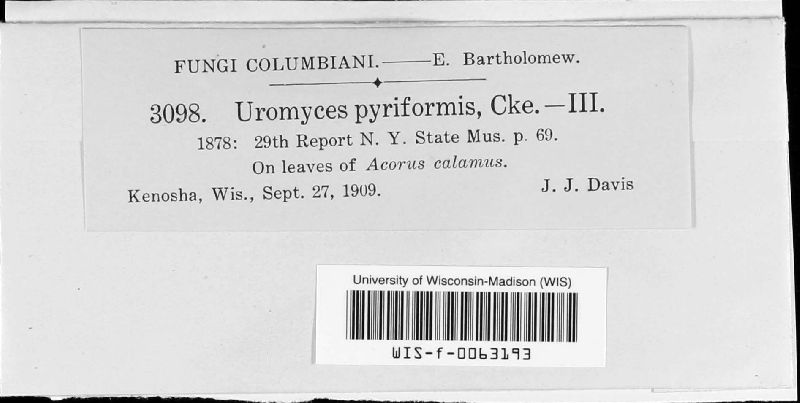 FUNGI COLUMBIANI.——E. Bartholomew.
3098. Uromyces pyriformis, Cke.—III.
1878: 29th Report N. Y. State Mus. p. 69.
On leaves of Acorus calamus.
Kenosha, Wis., Sept. 27, 1909. J. J. Davis
University of Wisconsin-Madison (WIS)
WIS-f-0063193